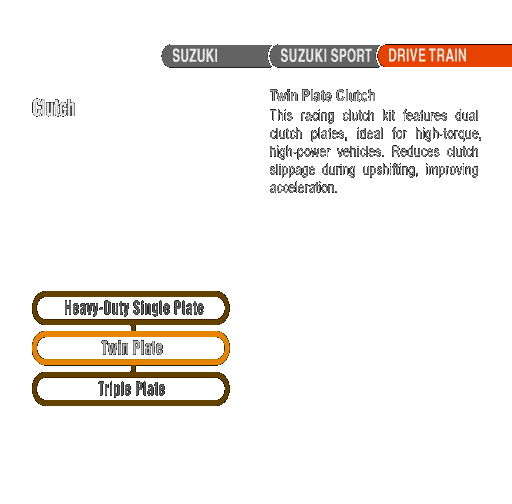 SUZUKI
SUZUKI SPORT
DRIVE TRAIN
Clutch
Twin Plate Clutch
This racing clutch kit features dual
clutch plates, ideal for high-torque,
high-power vehicles. Reduces clutch
slippage during upshifting, improving
acceleration.
Heavy-Duty Single Plate
Twin Plate
Triple Plate